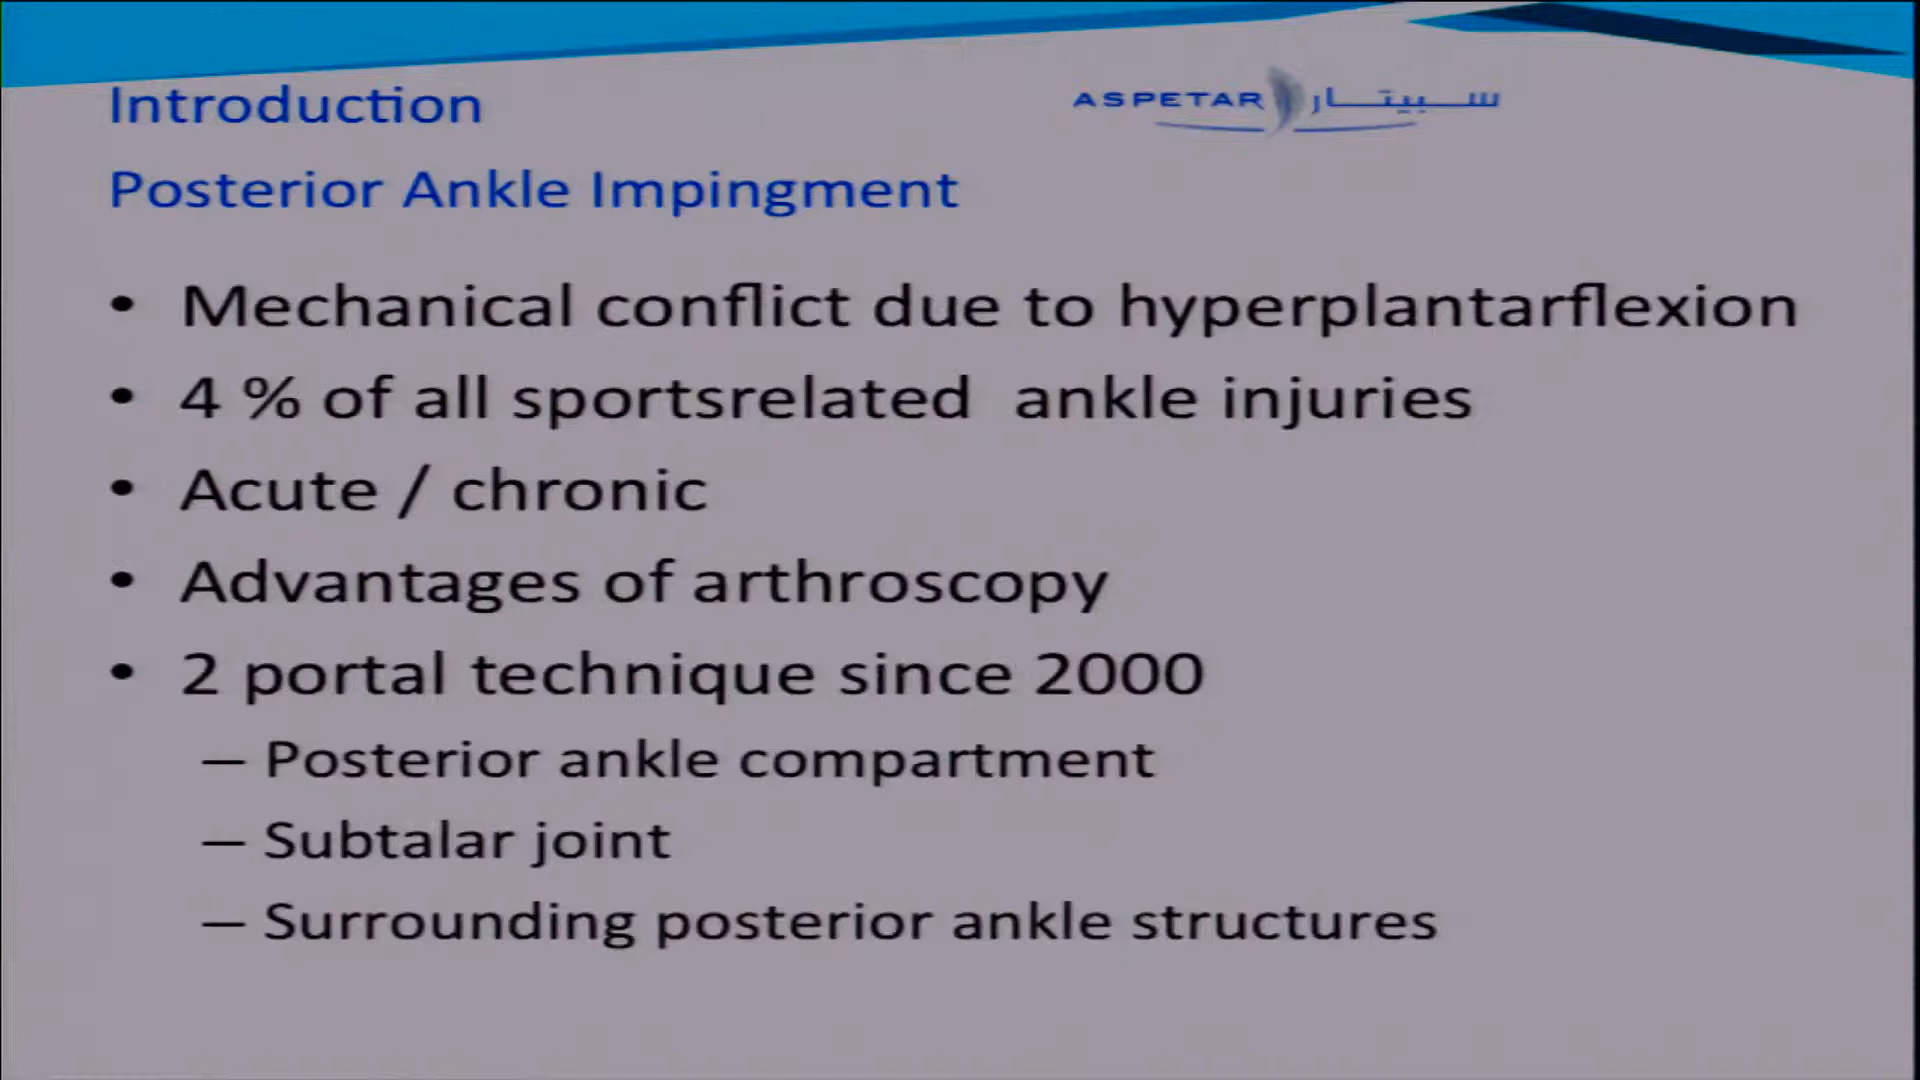 Introduction
ASPETAR سبيتار
Posterior Ankle Impingment
• Mechanical conflict due to hyperplantarflexion
• 4 % of all sportsrelated  ankle injuries
• Acute / chronic
• Advantages of arthroscopy
• 2 portal technique since 2000
– Posterior ankle compartment
– Subtalar joint
– Surrounding posterior ankle structures